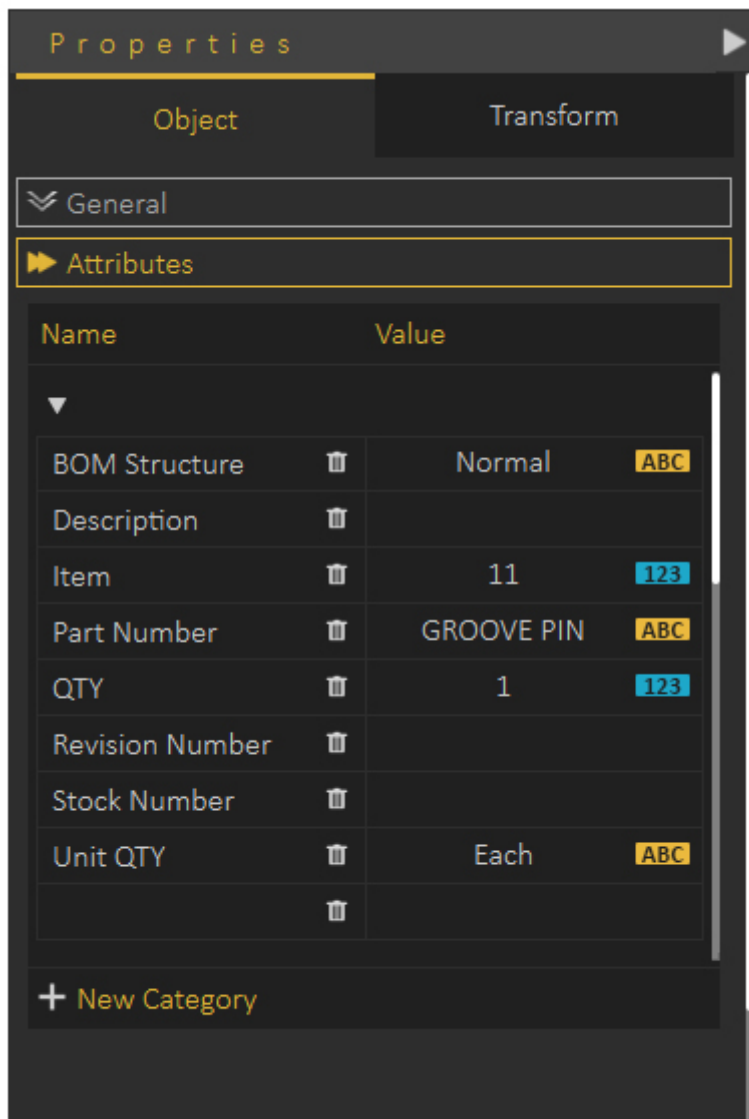 Properties
Object Transform
General
Attributes
Name Value
BOM Structure Normal ABC
Description
Item 11 123
Part Number GROOVE PIN ABC
QTY 1 123
Revision Number
Stock Number
Unit QTY Each ABC
+ New Category